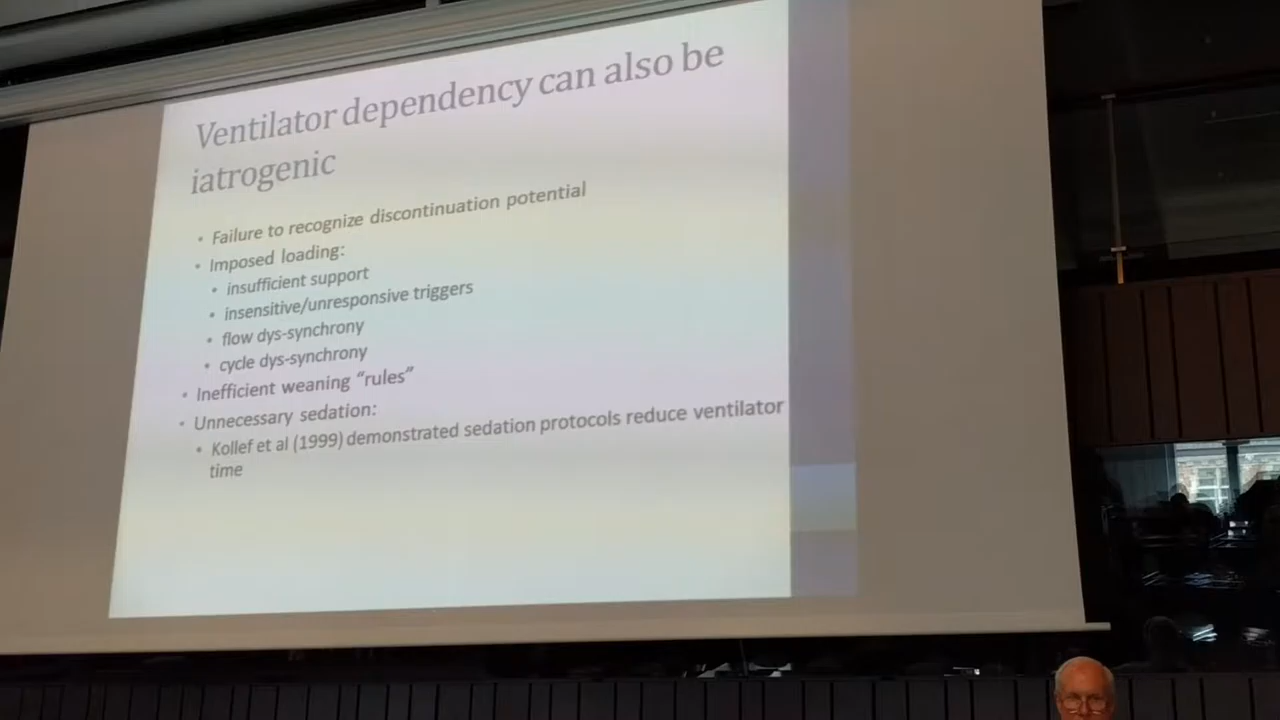 Ventilator dependency can also be
iatrogenic
• Failure to recognize discontinuation potential
• Imposed loading:
• insufficient support
• insensitive/unresponsive triggers
• flow dys-synchrony
• cycle dys-synchrony
• Inefficient weaning “rules”
• Unnecessary sedation:
• Kollef et al (1999) demonstrated sedation protocols reduce ventilator
time